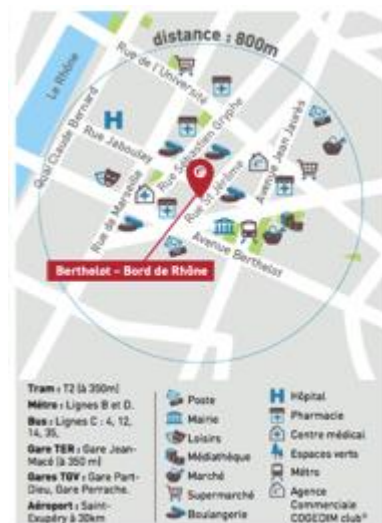 distance : 800m
Rue de l'Université
Le Rhône
Quai Claude Bernard
Rue Jaboulay
Rue Sébastien Gryphe
Avenue Jean Jaurès
Rue de Marseille
Rue St Jérôme
Avenue Berthelot
Berthelot – Bord de Rhône
Tram : T2 (à 350m)
Métro : Lignes B et D.
Bus : Lignes C : 4, 12,
14, 35,
Gare TER : Gare Jean-
Macé (à 350 m)
Gares TGV : Gare Part-
Dieu, Gare Perrache.
Aéroport : Saint-
Exupéry à 30km
Poste
Mairie
Loisirs
Médiathèque
Marché
Supermarché
Boulangerie
Hôpital
Pharmacie
Centre médical
Espaces verts
Métro
Agence
Commerciale
COGEDIM club®